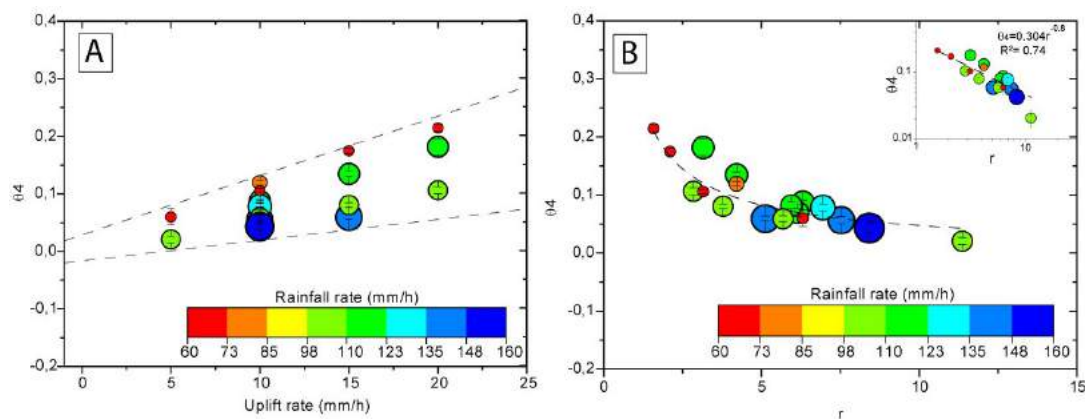 A
0,4
0,3
0,2
0,1
0,0
-0,1
-0,2
θ4
Rainfall rate (mm/h)
60 73 85 98 110 123 135 148 160
0 5 10 15 20 25
Uplift rate (mm/h)
B
0,4
0,3
0,2
0,1
0,0
-0,1
-0,2
θ4
θ4=0.304r^-0.8
R²= 0.74
0.1
0.01
θ4
1 10
r
Rainfall rate (mm/h)
60 73 85 98 110 123 135 148 160
0 5 10 15
r